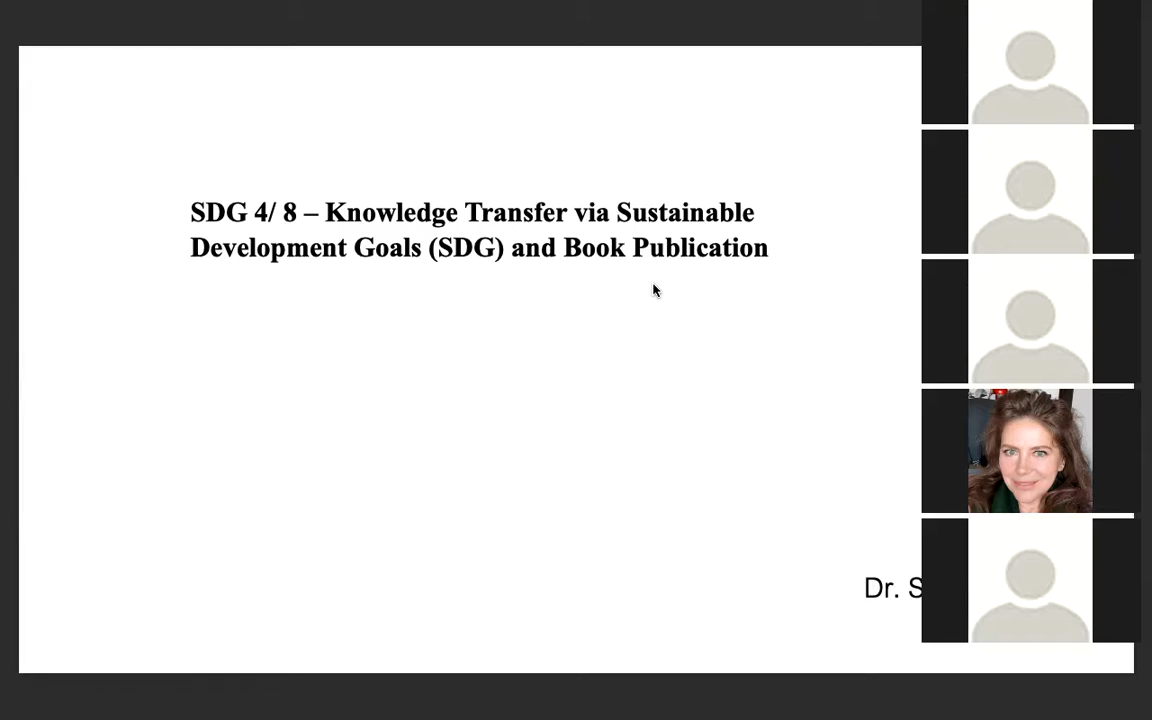 SDG 4/ 8 – Knowledge Transfer via Sustainable
Development Goals (SDG) and Book Publication
Dr. S